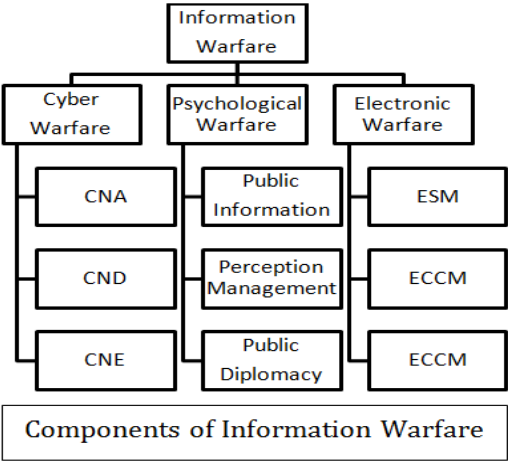 Information
Warfare
Cyber
Warfare
Psychological
Warfare
Electronic
Warfare
CNA
Public
Information
ESM
CND
Perception
Management
ECCM
CNE
Public
Diplomacy
ECCM
Components of Information Warfare